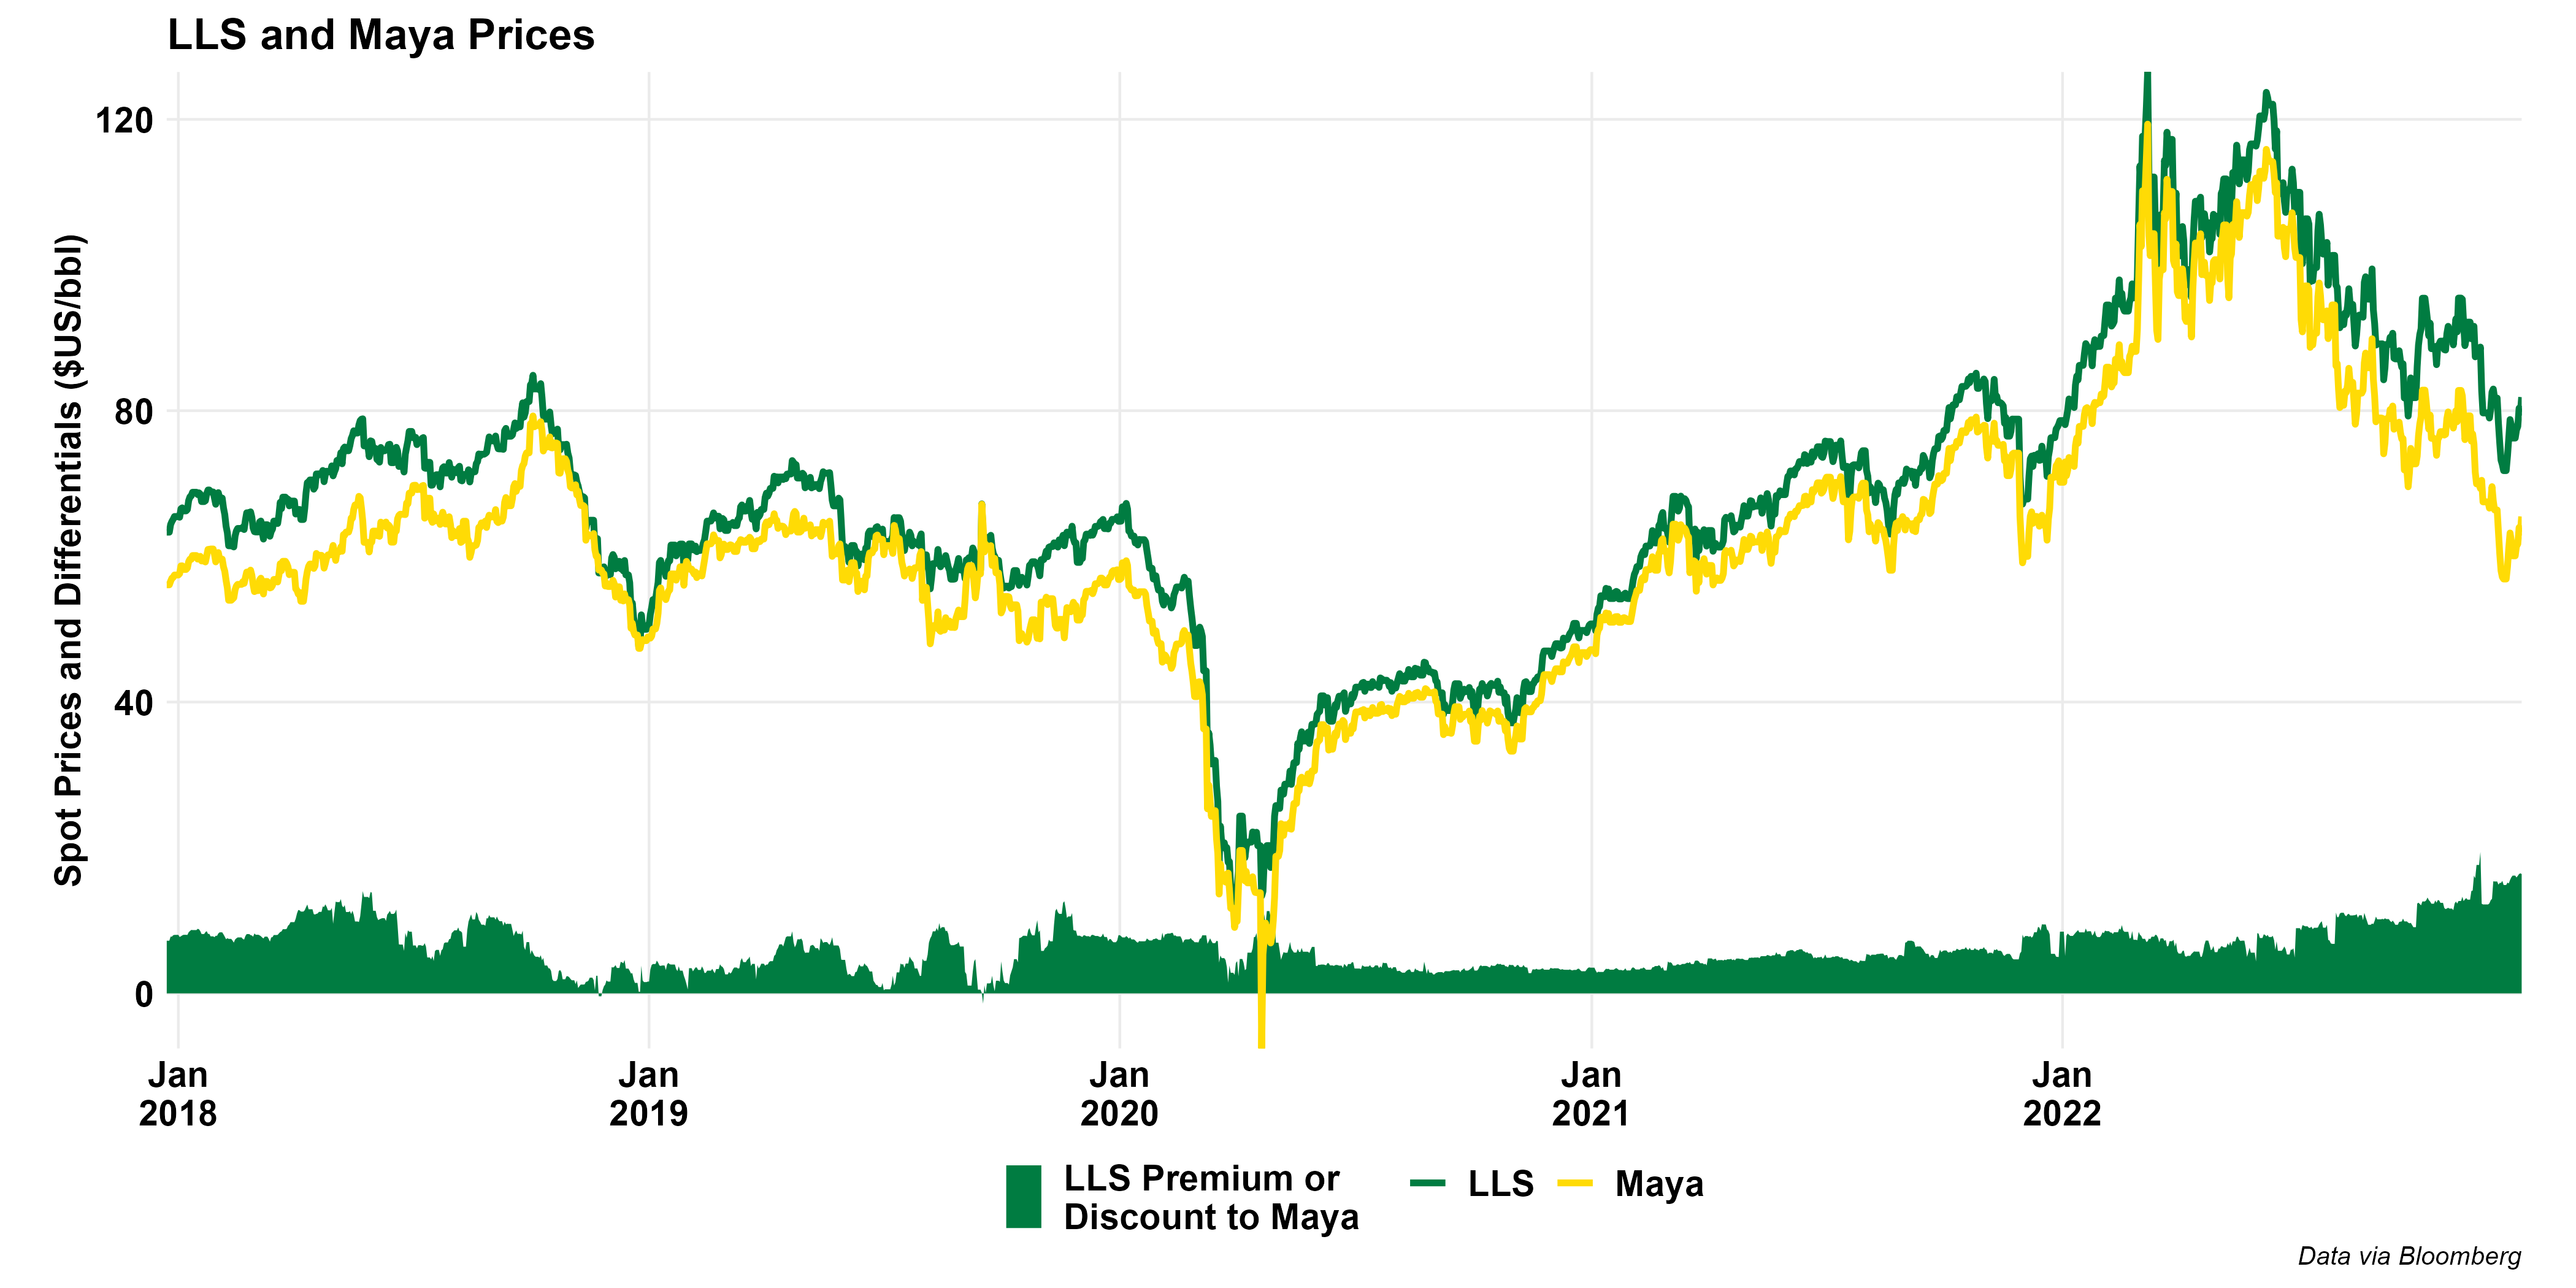 LLS and Maya Prices
Spot Prices and Differentials ($US/bbl)
120
80
40
0
Jan
2018
Jan
2019
Jan
2020
Jan
2021
Jan
2022
LLS Premium or
Discount to Maya
LLS
Maya
Data via Bloomberg